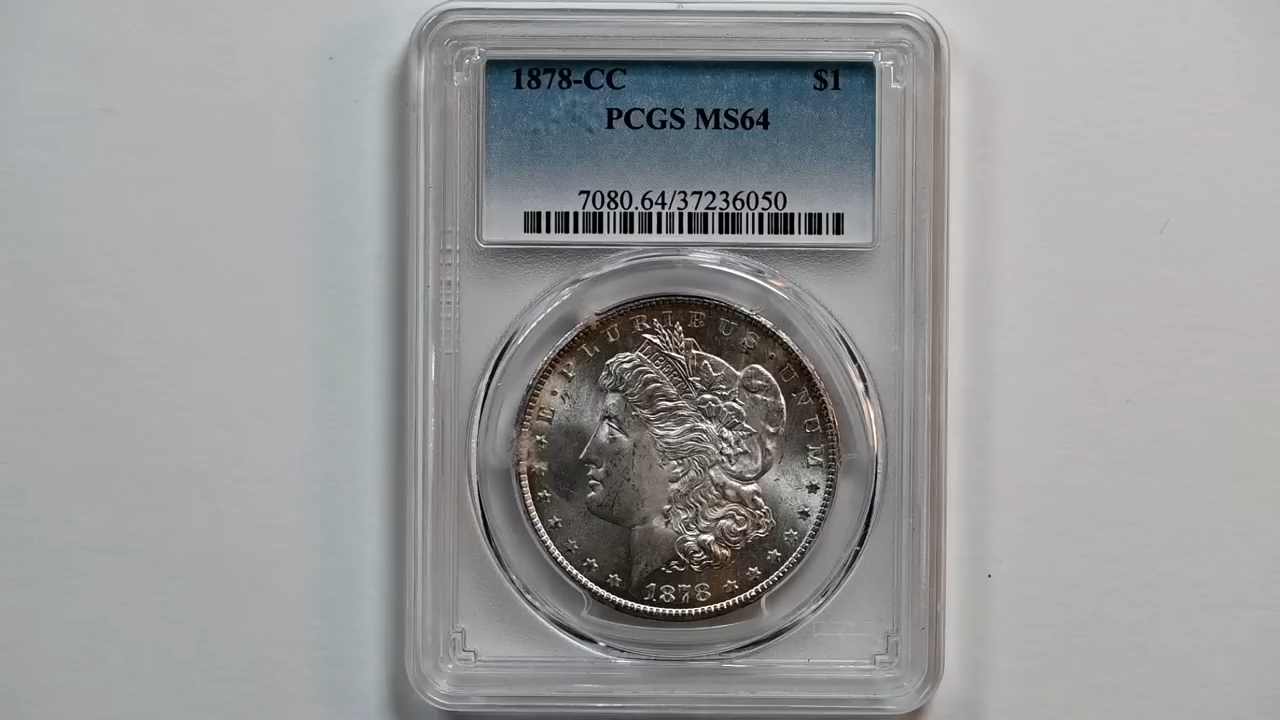 1878-CC $1
PCGS MS64
7080.64/37236050
E·PLURIBUS·UNUM
LIBERTY
1878